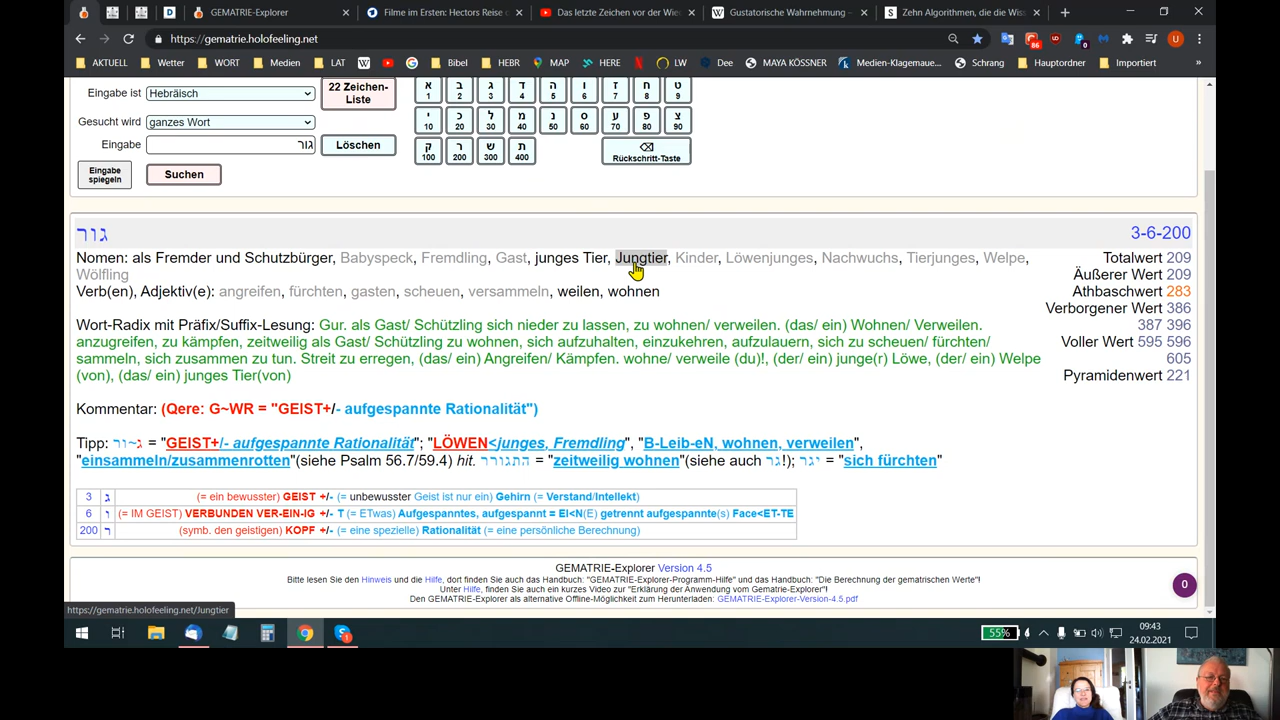 GEMATRIE-Explorer
Filme im Ersten: Hectors Reise o
Das letzte Zeichen vor der Wied
Gustatorische Wahrnehmung –
Zehn Algorithmen, die die Wiss
https://gematrie.holofeeling.net
86
0
U
AKTUELL Wetter WORT Medien LAT Bibel HEBR MAP HERE LW Dee MAYA KÖSSNER Medien-Klagemaue... Schrang Hauptordner Importiert »
Eingabe ist Hebräisch
22 Zeichen-Liste
Gesucht wird ganzes Wort
Eingabe גור Löschen
Eingabe spiegeln
Suchen
א ב ג ד ה ו ז ח ט
1 2 3 4 5 6 7 8 9
י כ ל מ נ ס ע פ צ
10 20 30 40 50 60 70 80 90
ק ר ש ת
100 200 300 400
Rückschritt-Taste
גור 3-6-200
Nomen: als Fremder und Schutzbürger, Babyspeck, Fremdling, Gast, junges Tier, Jungtier, Kinder, Löwenjunges, Nachwuchs, Tierjunges, Welpe,
Wölfling
Verb(en), Adjektiv(e): angreifen, fürchten, gasten, scheuen, versammeln, weilen, wohnen
Totalwert 209
Äußerer Wert 209
Athbaschwert 283
Verborgener Wert 386
387 396
Voller Wert 595 596
605
Pyramidenwert 221
Wort-Radix mit Präfix/Suffix-Lesung: Gur. als Gast/ Schützling sich nieder zu lassen, zu wohnen/ verweilen. (das/ ein) Wohnen/ Verweilen.
anzugreifen, zu kämpfen, zeitweilig als Gast/ Schützling zu wohnen, sich aufzuhalten, einzukehren, aufzulauern, sich zu scheuen/ fürchten/
sammeln, sich zusammen zu tun. Streit zu erregen, (das/ ein) Angreifen/ Kämpfen. wohne/ verweile (du)!, (der/ ein) junge(r) Löwe, (der/ ein) Welpe
(von), (das/ ein) junges Tier(von)
Kommentar: (Qere: G~WR = "GEIST+/- aufgespannte Rationalität")
Tipp: ג~ור = "GEIST+/- aufgespannte Rationalität"; "LÖWEN<junges, Fremdling", "B-Leib-eN, wohnen, verweilen",
"einsammeln/zusammenrotten"(siehe Psalm 56.7/59.4) hit. התגורר = "zeitweilig wohnen"(siehe auch גר!); יגר = "sich fürchten"
3 ג (= ein bewusster) GEIST +/- (= unbewusster Geist ist nur ein) Gehirn (= Verstand/Intellekt)
6 ו (= IM GEIST) VERBUNDEN VER-EIN-IG +/- T (= ETwas) Aufgespanntes, aufgespannt = EI<N(E) getrennt aufgespannte(s) Face<ET-TE
200 ר (symb. den geistigen) KOPF +/- (= eine spezielle) Rationalität (= eine persönliche Berechnung)
GEMATRIE-Explorer Version 4.5
Bitte lesen Sie den Hinweis und die Hilfe, dort finden Sie auch das Handbuch: "GEMATRIE-Explorer-Programm-Hilfe" und das Handbuch: "Die Berechnung der gematrischen Werte"!
Unter Hilfe, finden Sie auch ein kurzes Video zur "Erklärung der Anwendung vom Gematrie-Explorer"!
Den GEMATRIE-Explorer als alternative Offline-Möglichkeit zum Herunterladen: GEMATRIE-Explorer-Version-4.5.pdf
0
https://gematrie.holofeeling.net/Jungtier
55%
09:43
24.02.2021